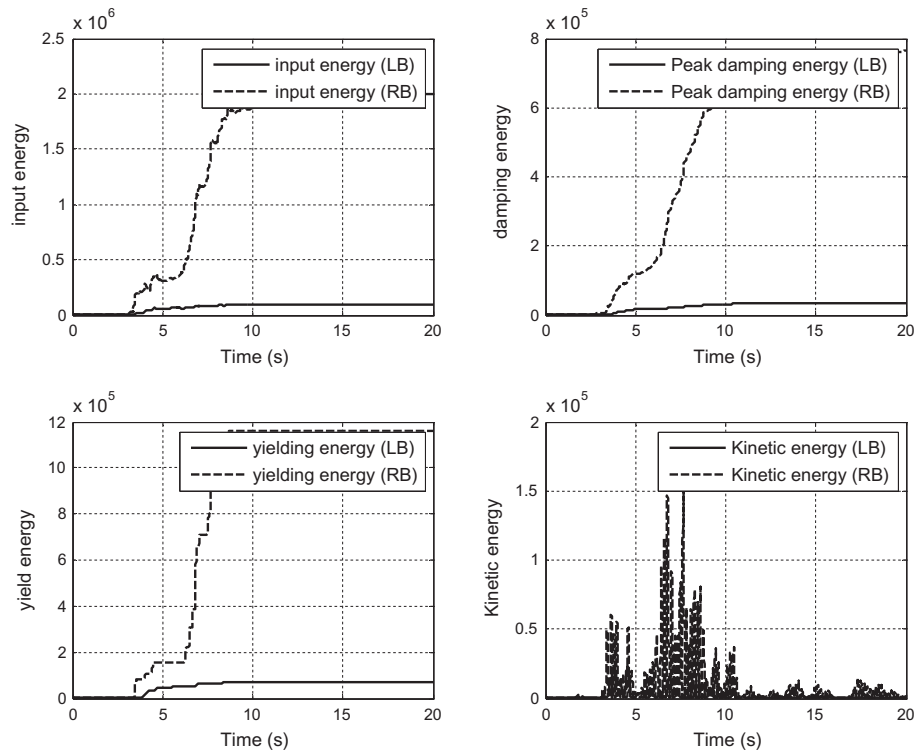 x 10^6
2.5
2
1.5
1
0.5
0
input energy
input energy (LB)
input energy (RB)
0 5 10 15 20
Time (s)
x 10^5
8
6
4
2
0
damping energy
Peak damping energy (LB)
Peak damping energy (RB)
0 5 10 15 20
Time (s)
x 10^5
12
10
8
6
4
2
0
yield energy
yielding energy (LB)
yielding energy (RB)
0 5 10 15 20
Time (s)
x 10^5
2
1.5
1
0.5
0
Kinetic energy
Kinetic energy (LB)
Kinetic energy (RB)
0 5 10 15 20
Time (s)